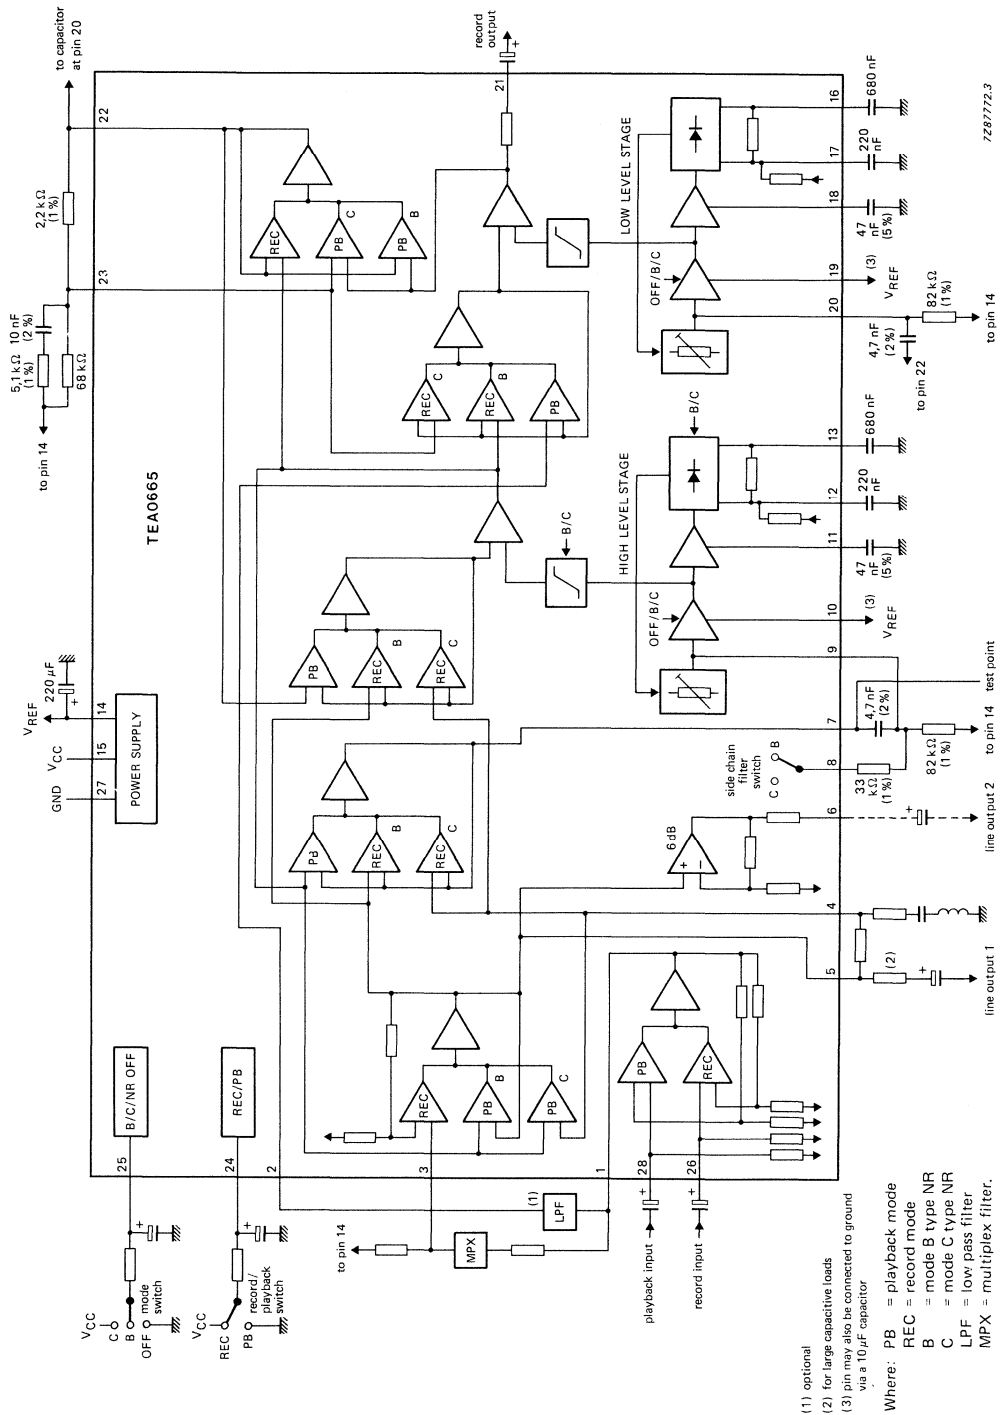 to capacitor
at pin 20
record
output
22
21
2,2 kΩ
(1%)
23
10 nF
(2%)
5,1 kΩ
(1%)
68 kΩ
to pin 14
TEA0665
REC
PB
C
PB
B
REC
C
REC
B
PB
LOW LEVEL STAGE
OFF/B/C
16
680 nF
17
220
nF
18
47
nF
(5%)
19
VREF
(3)
20
82 kΩ
(1%)
to pin 14
4,7 nF
(2%)
to pin 22
7287772.3
HIGH LEVEL STAGE
B/C
B/C
OFF/B/C
13
680 nF
12
220
nF
11
47
nF
(5%)
10
VREF
(3)
9
test point
7
4,7 nF
(2%)
to pin 14
82 kΩ
(1%)
8
33
kΩ
(1%)
side chain
filter
switch
C
B
6
line output 2
6 dB
+
−
4
5
(2)
+
+
line output 1
220 µF
+
VREF
14
VCC
15
GND
27
POWER SUPPLY
PB
REC
B
REC
C
PB
REC
B
REC
C
REC
PB
B
PB
C
PB
REC
B/C/NR OFF
REC/PB
25
24
2
3
1
28
26
+
+
VCC
C
B
OFF
mode
switch
VCC
REC
PB
record/
playback
switch
to pin 14
MPX
(1)
LPF
+
+
playback input
record input
(1) optional
(2) for large capacitive loads
(3) pin may also be connected to ground
via a 10 µF capacitor
Where: PB = playback mode
REC = record mode
B = mode B type NR
C = mode C type NR
LPF = low pass filter
MPX = multiplex filter.
+